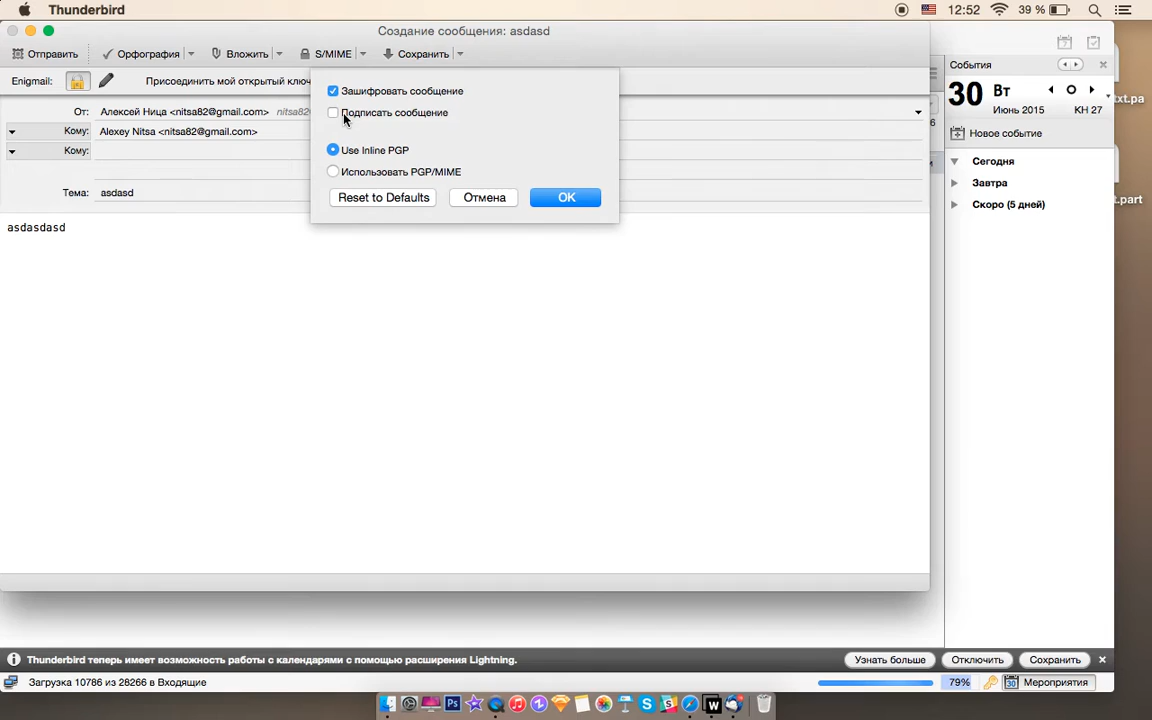 Thunderbird
12:52
39 %
Создание сообщения: asdasd
Отправить
Орфография
Вложить
S/MIME
Сохранить
Enigmail:
Присоединить мой открытый ключ
От: Алексей Ница <nitsa82@gmail.com> nitsa82
Кому: Alexey Nitsa <nitsa82@gmail.com>
Кому:
Тема: asdasd
asdasdasd
Зашифровать сообщение
Подписать сообщение
Use Inline PGP
Использовать PGP/MIME
Reset to Defaults
Отмена
OK
События
30
Вт
Июнь 2015
КН 27
Новое событие
Сегодня
Завтра
Скоро (5 дней)
txt.pa
t.part
Thunderbird теперь имеет возможность работы с календарями с помощью расширения Lightning.
Узнать больше
Отключить
Сохранить
Загрузка 10786 из 28266 в Входящие
79%
Мероприятия